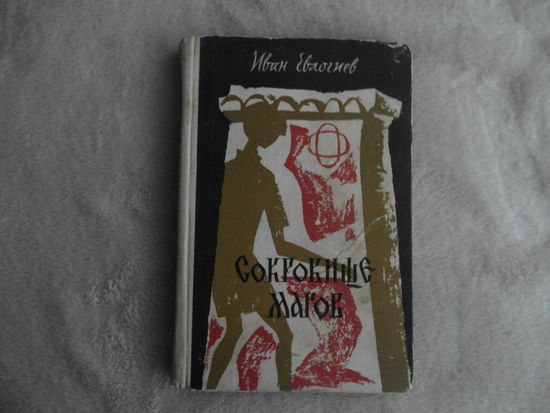 Иван Евлогиев
Сокровище
магов